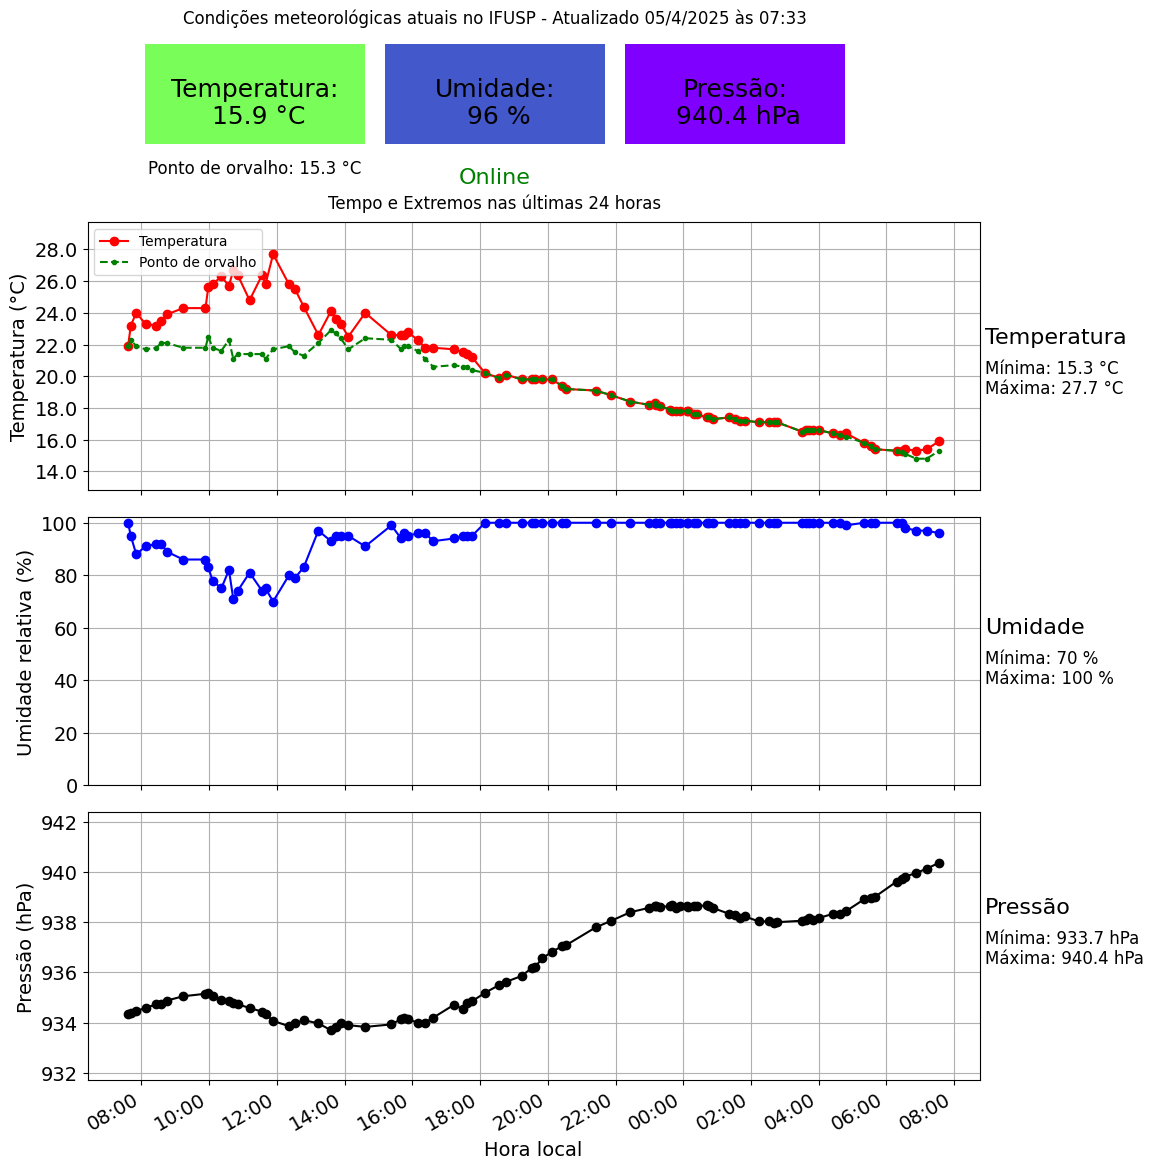 Condições meteorológicas atuais no IFUSP - Atualizado 05/4/2025 às 07:33
Temperatura:
15.9 °C
Umidade:
96 %
Pressão:
940.4 hPa
Ponto de orvalho: 15.3 °C
Online
Tempo e Extremos nas últimas 24 horas
Temperatura
Ponto de orvalho
Temperatura (°C)
28.0
26.0
24.0
22.0
20.0
18.0
16.0
14.0
Temperatura
Mínima: 15.3 °C
Máxima: 27.7 °C
Umidade relativa (%)
100
80
60
40
20
0
Umidade
Mínima: 70 %
Máxima: 100 %
Pressão (hPa)
942
940
938
936
934
932
Pressão
Mínima: 933.7 hPa
Máxima: 940.4 hPa
08:00
10:00
12:00
14:00
16:00
18:00
20:00
22:00
00:00
02:00
04:00
06:00
08:00
Hora local